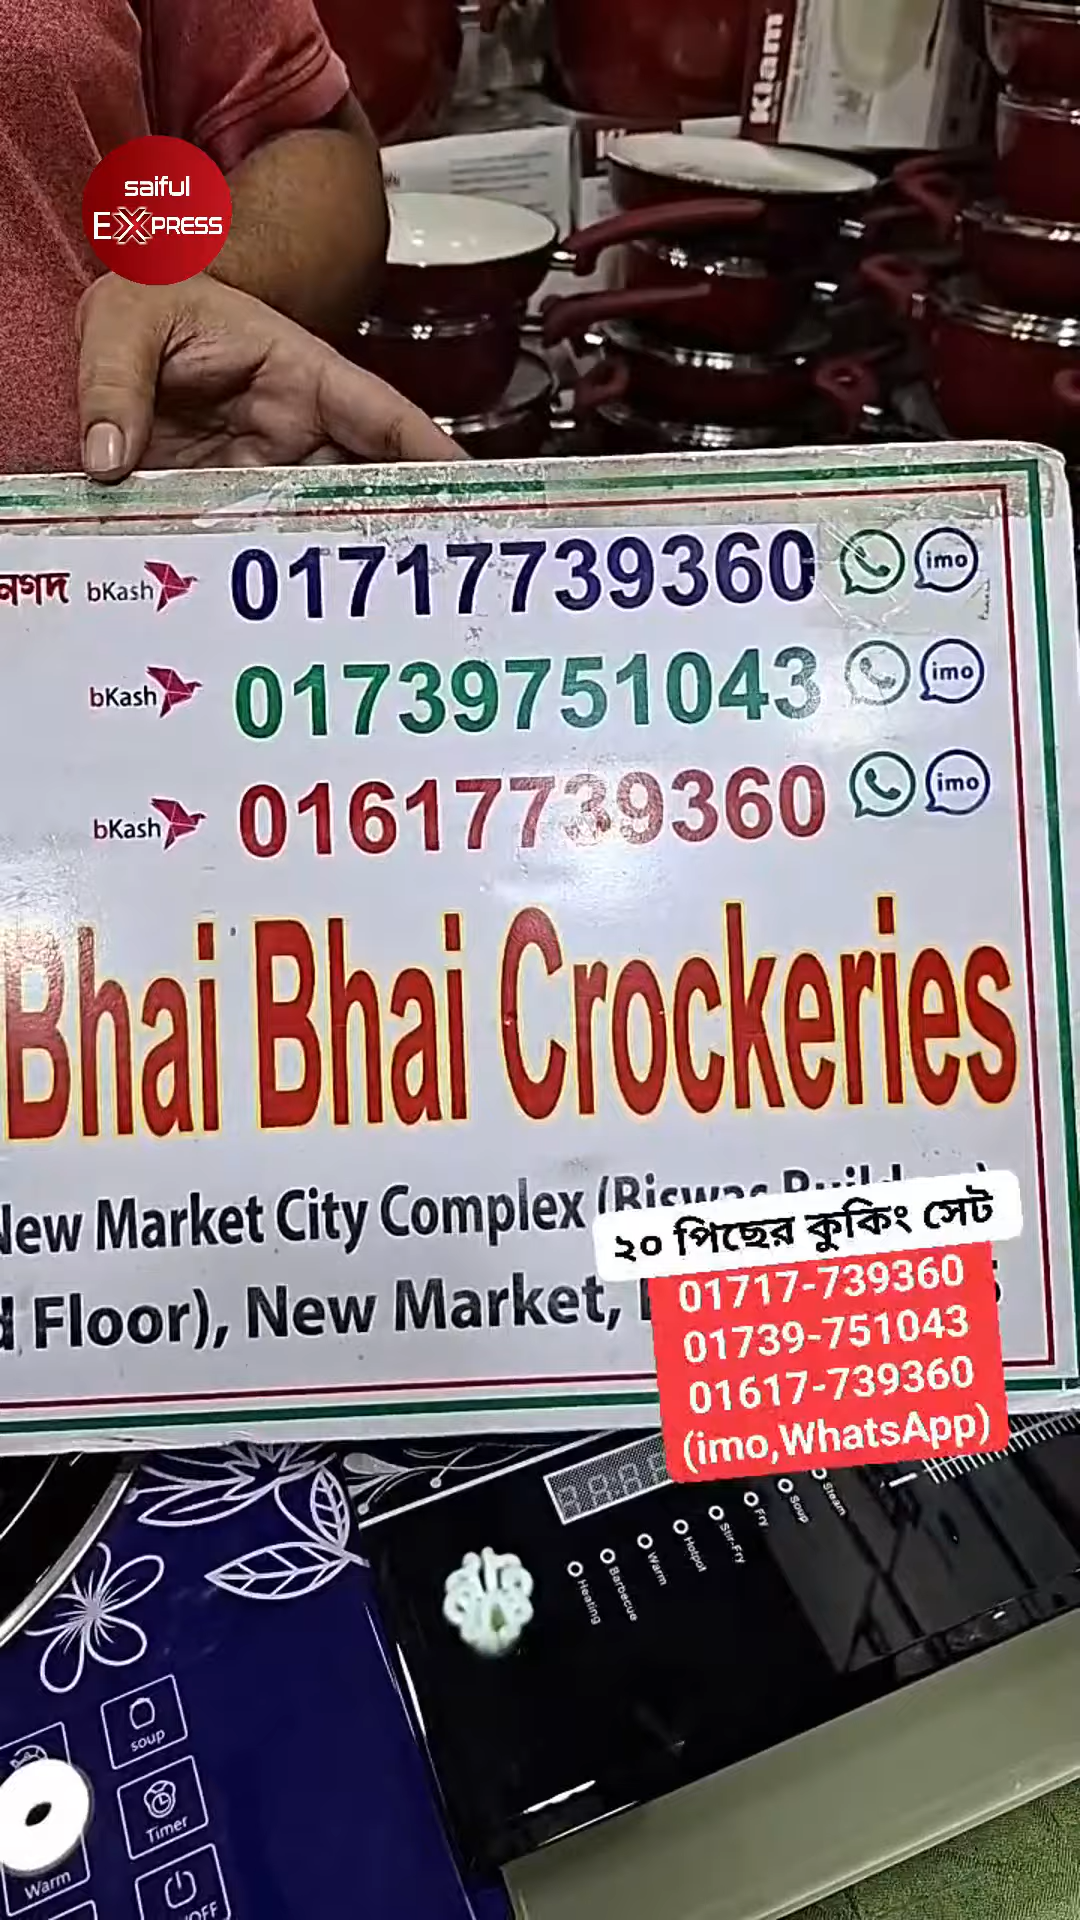 Kiam
saiful
EXPRESS
নগদ bKash 01717739360 imo
bKash 01739751043 imo
bKash 01617739360 imo
Bhai Bhai Crockeries
New Market City Complex (Biswas
Floor), New Market,
২০ পিছের কুকিং সেট
01717-739360
01739-751043
01617-739360
(imo,WhatsApp)
Heating
Barbecue
Warm
Hotpot
Stir-Fry
Fry
Soup
Steam
soup
Timer
Warm